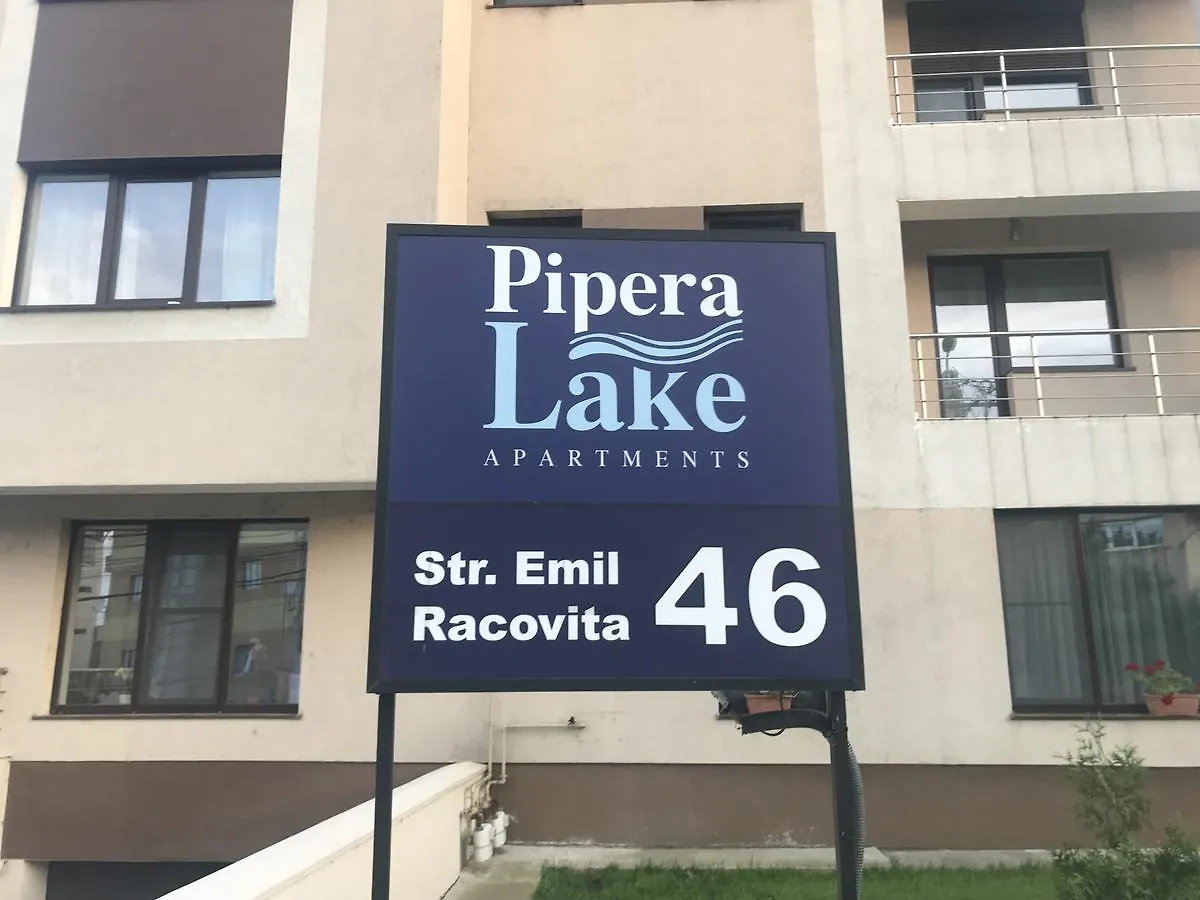 Pipera
Lake
APARTMENTS
Str. Emil
Racovita 46